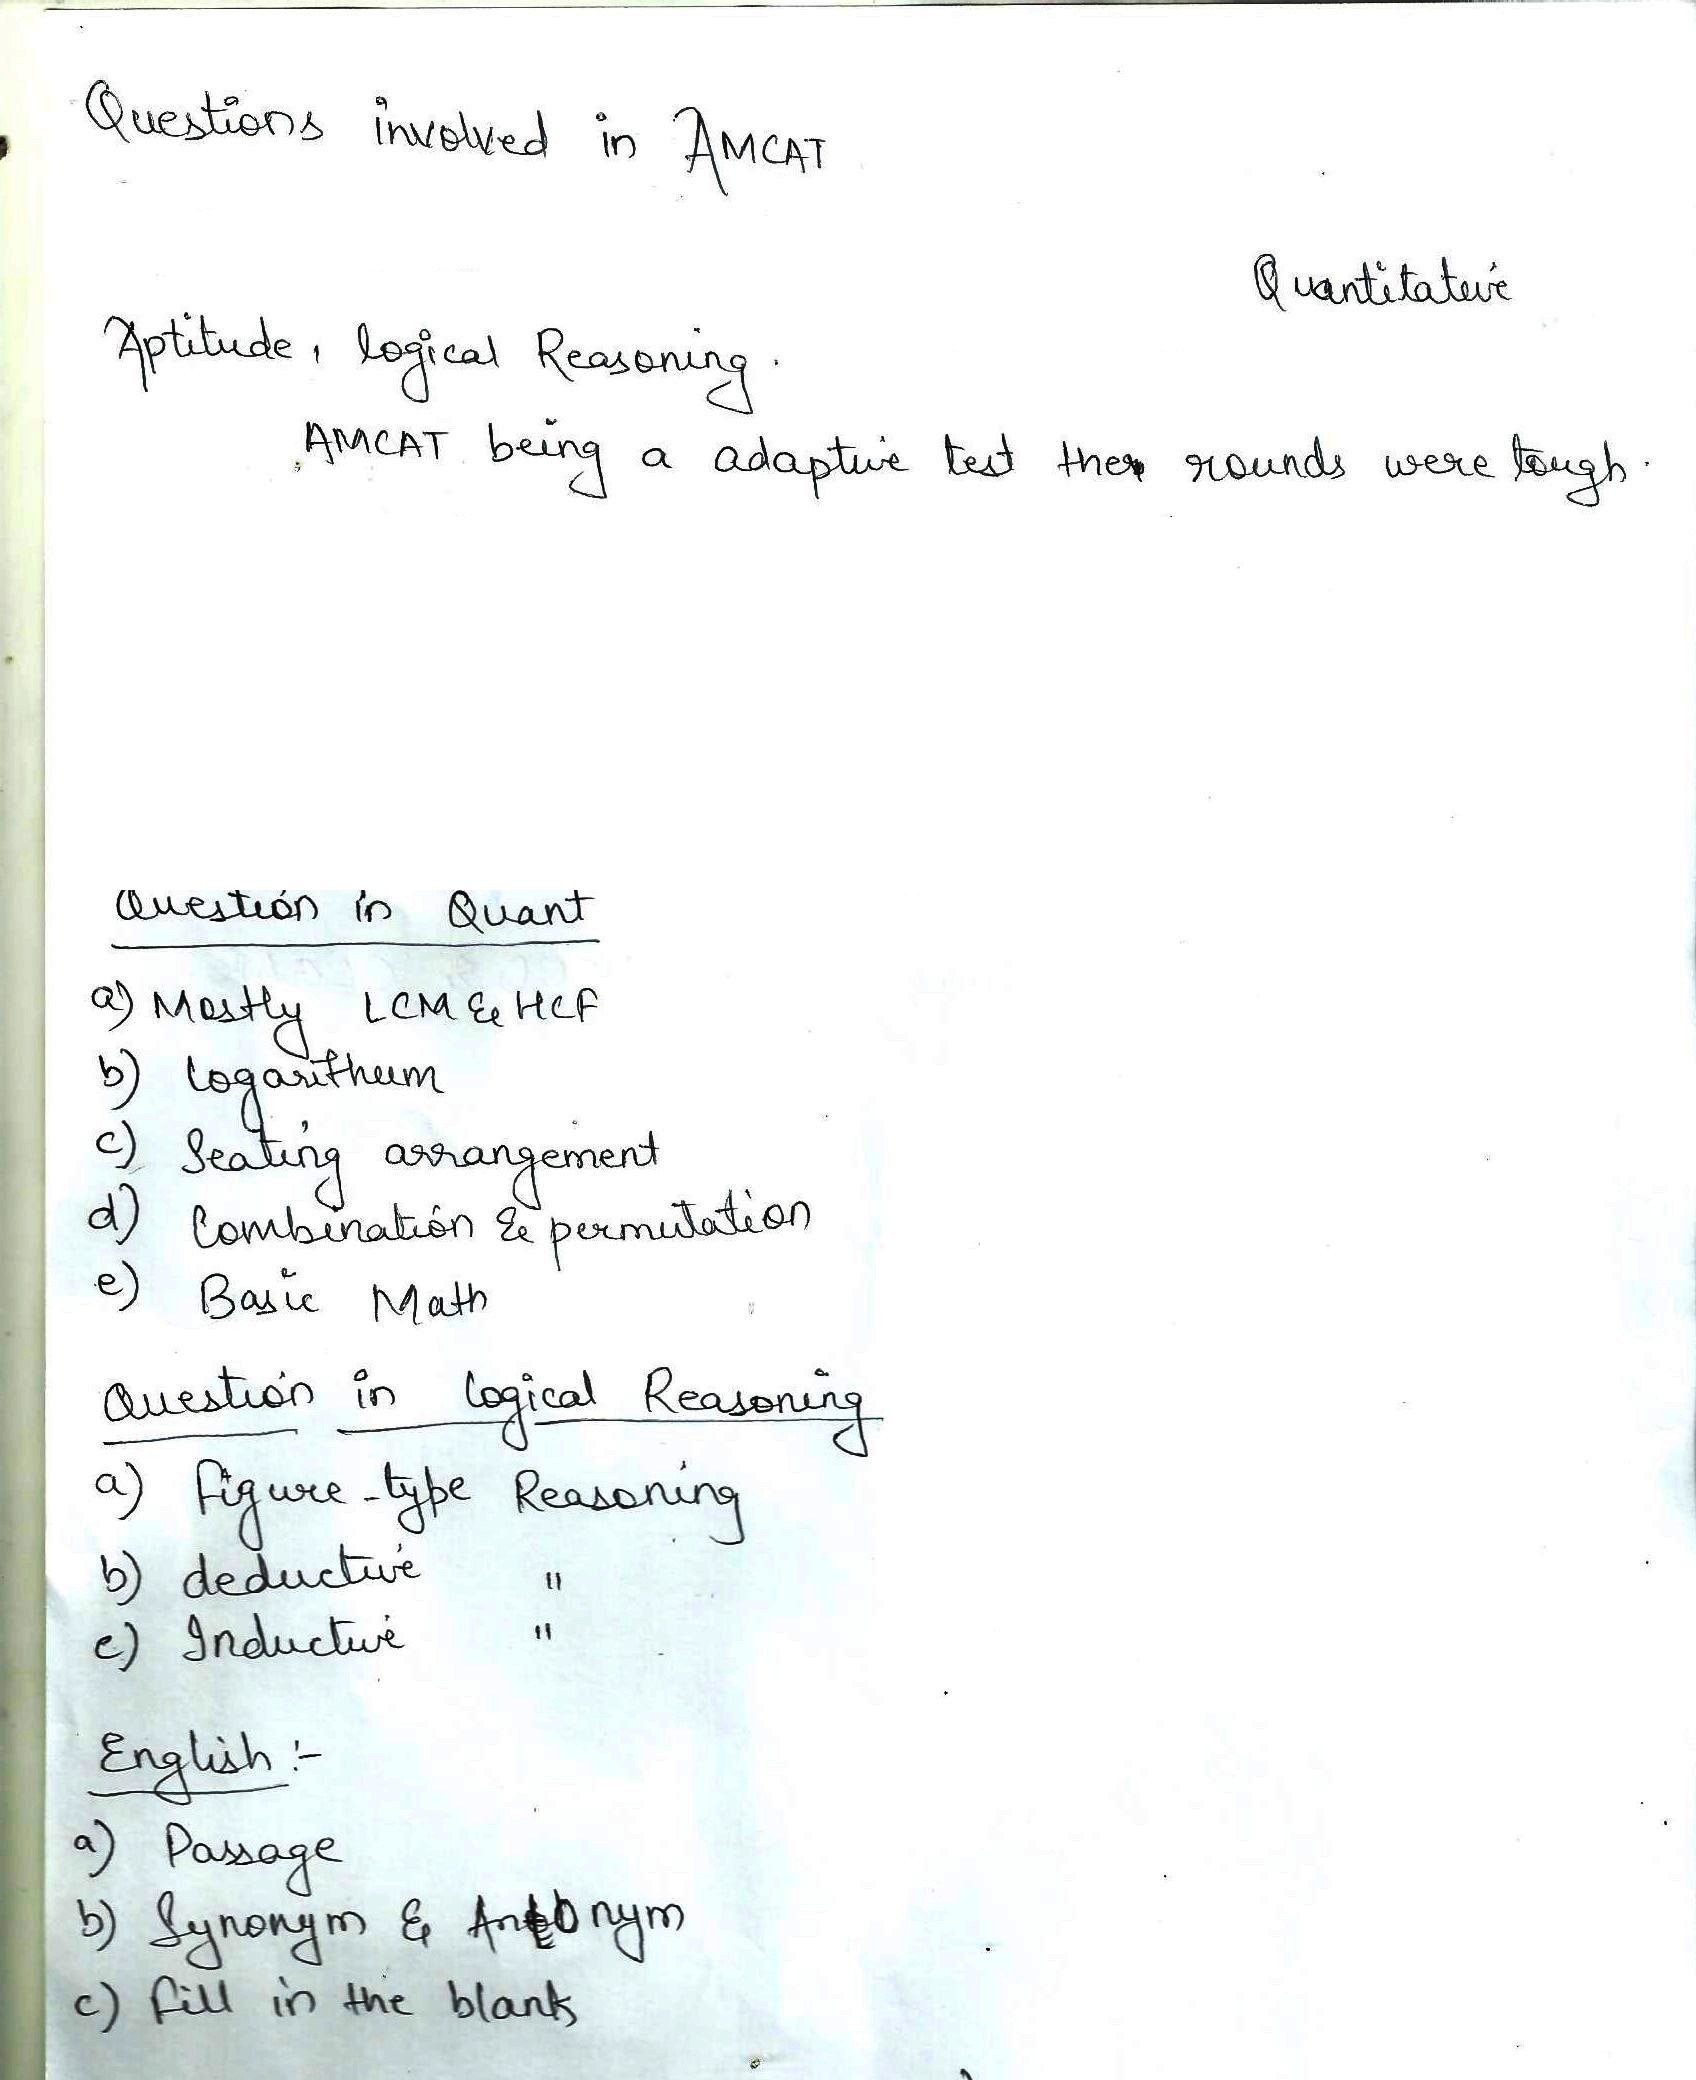 Questions involved in AMCAT
Quantitative
Aptitude, logical Reasoning.
AMCAT being a adaptive test the rounds were tough.
Question in Quant
a) Mostly LCM & HCF
b) Logarithum
c) Seating arrangement
d) Combination & permutation
e) Basic Math
Question in Logical Reasoning
a) Figure-type Reasoning
b) deductive "
c) Inductive "
English :-
a) Passage
b) Synonym & Antonym
c) Fill in the blanks